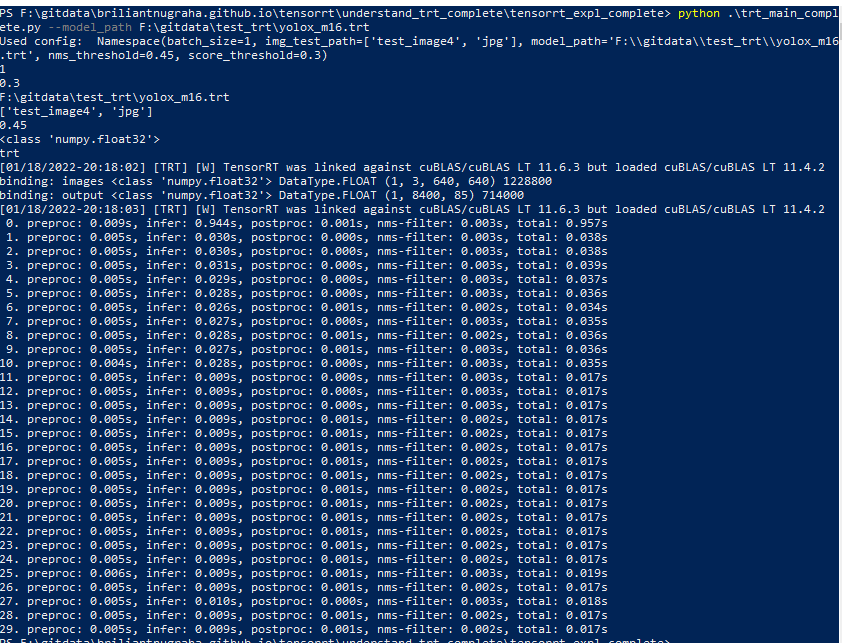 PS F:\gitdata\briliantnugraha.github.io\tensorrt\understand_trt_complete\tensorrt_expl_complete> python .\trt_main_compl
ete.py --model_path F:\gitdata\test_trt\yolox_m16.trt
Used config:  Namespace(batch_size=1, img_test_path=['test_image4', 'jpg'], model_path='F:\\gitdata\\test_trt\\yolox_m16
.trt', nms_threshold=0.45, score_threshold=0.3)
1
0.3
F:\gitdata\test_trt\yolox_m16.trt
['test_image4', 'jpg']
0.45
<class 'numpy.float32'>
trt
[01/18/2022-20:18:02] [TRT] [W] TensorRT was linked against cuBLAS/cuBLAS LT 11.6.3 but loaded cuBLAS/cuBLAS LT 11.4.2
binding: images <class 'numpy.float32'> DataType.FLOAT (1, 3, 640, 640) 1228800
binding: output <class 'numpy.float32'> DataType.FLOAT (1, 8400, 85) 714000
[01/18/2022-20:18:03] [TRT] [W] TensorRT was linked against cuBLAS/cuBLAS LT 11.6.3 but loaded cuBLAS/cuBLAS LT 11.4.2
0. preproc: 0.009s, infer: 0.944s, postproc: 0.001s, nms-filter: 0.003s, total: 0.957s
1. preproc: 0.005s, infer: 0.030s, postproc: 0.000s, nms-filter: 0.003s, total: 0.038s
2. preproc: 0.005s, infer: 0.030s, postproc: 0.000s, nms-filter: 0.003s, total: 0.038s
3. preproc: 0.005s, infer: 0.031s, postproc: 0.000s, nms-filter: 0.003s, total: 0.039s
4. preproc: 0.005s, infer: 0.029s, postproc: 0.000s, nms-filter: 0.003s, total: 0.037s
5. preproc: 0.005s, infer: 0.028s, postproc: 0.000s, nms-filter: 0.003s, total: 0.036s
6. preproc: 0.005s, infer: 0.026s, postproc: 0.001s, nms-filter: 0.002s, total: 0.034s
7. preproc: 0.005s, infer: 0.027s, postproc: 0.000s, nms-filter: 0.003s, total: 0.035s
8. preproc: 0.005s, infer: 0.028s, postproc: 0.001s, nms-filter: 0.002s, total: 0.036s
9. preproc: 0.005s, infer: 0.027s, postproc: 0.001s, nms-filter: 0.003s, total: 0.036s
10. preproc: 0.004s, infer: 0.028s, postproc: 0.000s, nms-filter: 0.003s, total: 0.035s
11. preproc: 0.005s, infer: 0.009s, postproc: 0.000s, nms-filter: 0.003s, total: 0.017s
12. preproc: 0.005s, infer: 0.009s, postproc: 0.000s, nms-filter: 0.003s, total: 0.017s
13. preproc: 0.005s, infer: 0.009s, postproc: 0.000s, nms-filter: 0.003s, total: 0.017s
14. preproc: 0.005s, infer: 0.009s, postproc: 0.001s, nms-filter: 0.002s, total: 0.017s
15. preproc: 0.005s, infer: 0.009s, postproc: 0.001s, nms-filter: 0.002s, total: 0.017s
16. preproc: 0.005s, infer: 0.009s, postproc: 0.001s, nms-filter: 0.002s, total: 0.017s
17. preproc: 0.005s, infer: 0.009s, postproc: 0.001s, nms-filter: 0.002s, total: 0.017s
18. preproc: 0.005s, infer: 0.009s, postproc: 0.001s, nms-filter: 0.002s, total: 0.017s
19. preproc: 0.005s, infer: 0.009s, postproc: 0.001s, nms-filter: 0.002s, total: 0.017s
20. preproc: 0.005s, infer: 0.009s, postproc: 0.001s, nms-filter: 0.002s, total: 0.017s
21. preproc: 0.005s, infer: 0.009s, postproc: 0.001s, nms-filter: 0.002s, total: 0.017s
22. preproc: 0.005s, infer: 0.009s, postproc: 0.001s, nms-filter: 0.002s, total: 0.017s
23. preproc: 0.005s, infer: 0.009s, postproc: 0.001s, nms-filter: 0.002s, total: 0.017s
24. preproc: 0.005s, infer: 0.009s, postproc: 0.001s, nms-filter: 0.002s, total: 0.017s
25. preproc: 0.006s, infer: 0.009s, postproc: 0.001s, nms-filter: 0.003s, total: 0.019s
26. preproc: 0.005s, infer: 0.009s, postproc: 0.001s, nms-filter: 0.002s, total: 0.017s
27. preproc: 0.005s, infer: 0.010s, postproc: 0.000s, nms-filter: 0.003s, total: 0.018s
28. preproc: 0.005s, infer: 0.009s, postproc: 0.001s, nms-filter: 0.002s, total: 0.017s
29. preproc: 0.005s, infer: 0.009s, postproc: 0.001s, nms-filter: 0.002s, total: 0.017s
PS F:\gitdata\briliantnugraha.github.io\tensorrt\understand_trt_complete\tensorrt_expl_complete>